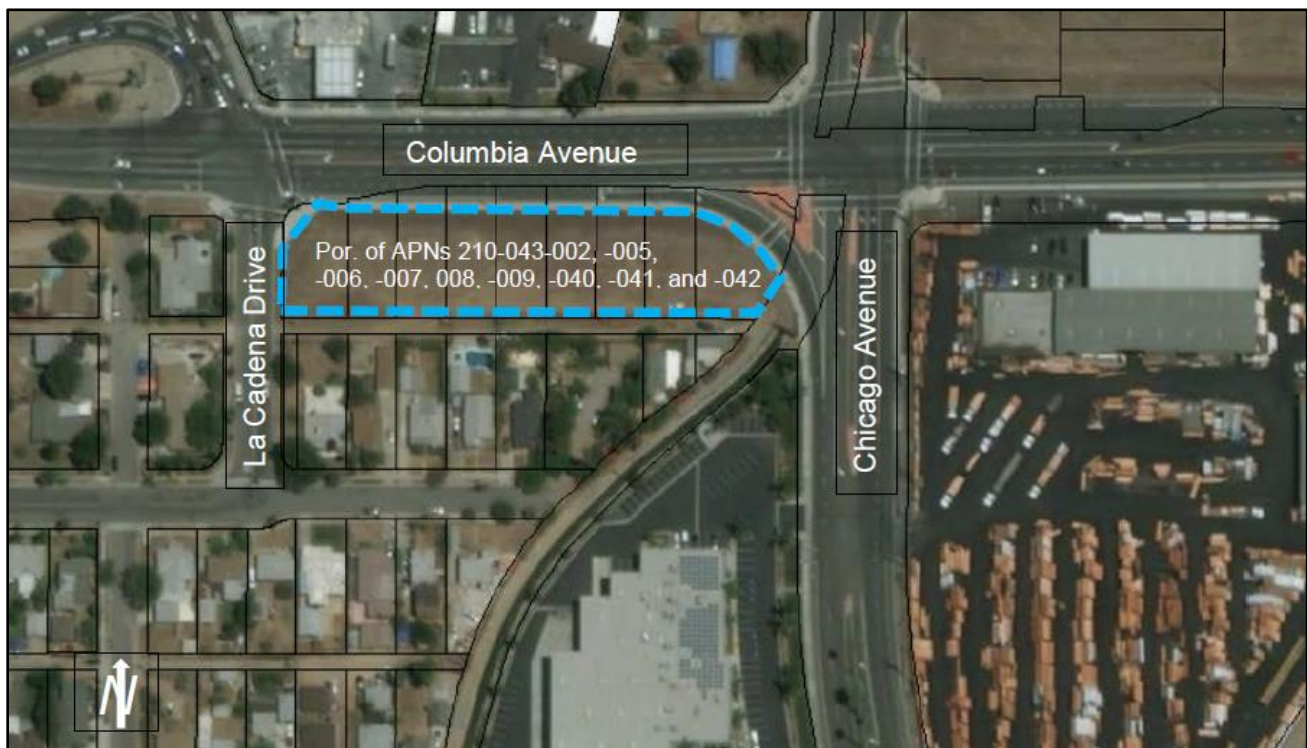 Columbia Avenue
Por. of APNs 210-043-002, -005,
-006, -007, 008, -009, -040, -041, and -042
La Cadena Drive
Chicago Avenue
N